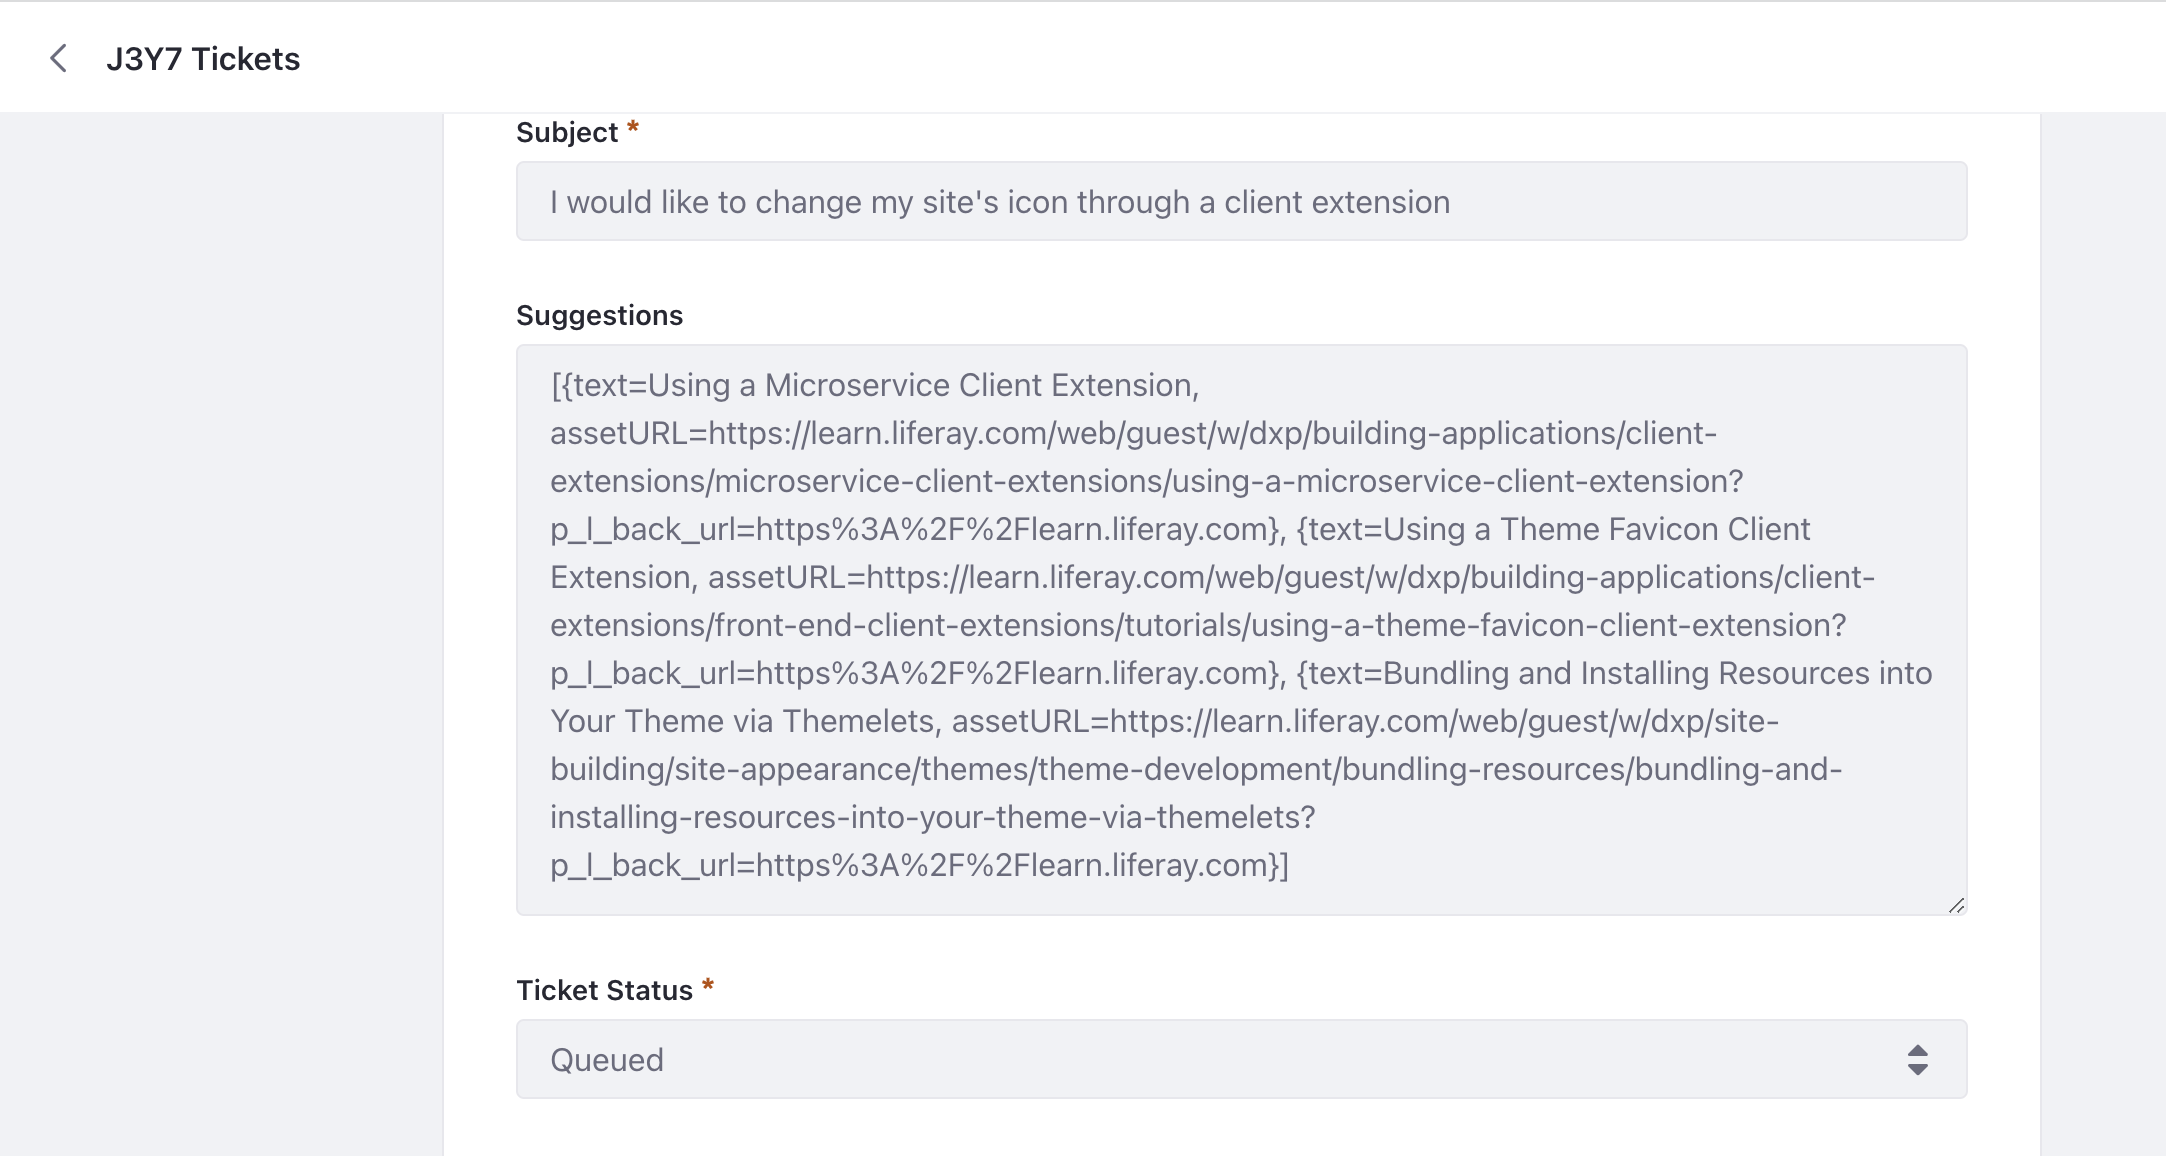 J3Y7 Tickets
Subject *
I would like to change my site's icon through a client extension
Suggestions
[{text=Using a Microservice Client Extension,
assetURL=https://learn.liferay.com/web/guest/w/dxp/building-applications/client-
extensions/microservice-client-extensions/using-a-microservice-client-extension?
p_l_back_url=https%3A%2F%2Flearn.liferay.com}, {text=Using a Theme Favicon Client
Extension, assetURL=https://learn.liferay.com/web/guest/w/dxp/building-applications/client-
extensions/front-end-client-extensions/tutorials/using-a-theme-favicon-client-extension?
p_l_back_url=https%3A%2F%2Flearn.liferay.com}, {text=Bundling and Installing Resources into
Your Theme via Themelets, assetURL=https://learn.liferay.com/web/guest/w/dxp/site-
building/site-appearance/themes/theme-development/bundling-resources/bundling-and-
installing-resources-into-your-theme-via-themelets?
p_l_back_url=https%3A%2F%2Flearn.liferay.com}]
Ticket Status *
Queued